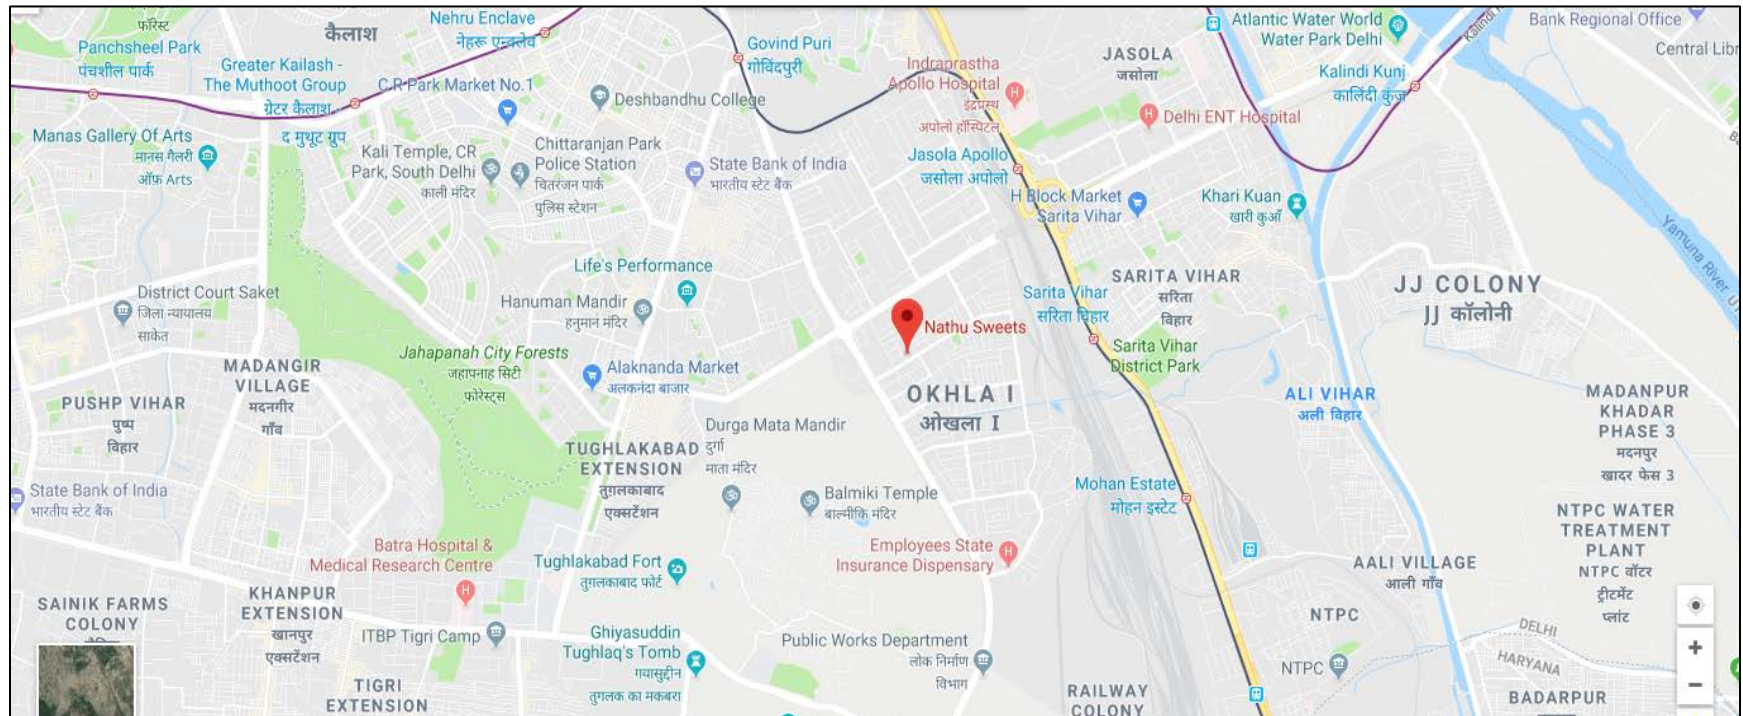 फॉरेस्ट
Panchsheel Park
पंचशील पार्क
कैलाश
Nehru Enclave
नेहरू एन्क्लेव
Greater Kailash -
The Muthoot Group
ग्रेटर कैलाश -
द मुथूट ग्रुप
C.R Park Market No.1
Govind Puri
गोविंदपुरी
Deshbandhu College
Indraprastha
Apollo Hospital
इंद्रप्रस्थ
अपोलो हॉस्पिटल
JASOLA
जसोला
Atlantic Water World
Water Park Delhi
Kalindi Kunj
कालिंदी कुंज
Bank Regional Office
Delhi ENT Hospital
Manas Gallery Of Arts
मानस गैलरी
ऑफ़ Arts
Kali Temple, CR
Park, South Delhi
काली मंदिर
Chittaranjan Park
Police Station
चितरंजन पार्क
पुलिस स्टेशन
State Bank of India
भारतीय स्टेट बैंक
Jasola Apollo
जसोला अपोलो
H Block Market
Sarita Vihar
Khari Kuan
खारी कुआँ
Yamuna River
District Court Saket
जिला न्यायालय
साकेत
Life's Performance
Hanuman Mandir
हनुमान मंदिर
Nathu Sweets
Sarita Vihar
सरिता विहार
SARITA VIHAR
सरिता
विहार
JJ COLONY
JJ कॉलोनी
Sarita Vihar
District Park
Jahapanah City Forests
जहापनाह सिटी
फोरेस्ट्स
Alaknanda Market
अलकनंदा बाजार
MADANGIR
VILLAGE
मदनगीर
गाँव
PUSHP VIHAR
पुष्प
विहार
OKHLA I
ओखला I
ALI VIHAR
अली विहार
MADANPUR
KHADAR
PHASE 3
मदनपुर
खादर फेस 3
Durga Mata Mandir
दुर्गा
माता मंदिर
TUGHLAKABAD
EXTENSION
तुग़लकाबाद
एक्सटेंशन
State Bank of India
भारतीय स्टेट बैंक
Balmiki Temple
बाल्मीकि मंदिर
Mohan Estate
मोहन इस्टेट
NTPC WATER
TREATMENT
PLANT
NTPC वॉटर
ट्रीटमेंट
प्लांट
Batra Hospital &
Medical Research Centre
Tughlakabad Fort
तुगलकाबाद फोर्ट
Employees State
Insurance Dispensary
AALI VILLAGE
आली गाँव
SAINIK FARMS
COLONY
KHANPUR
EXTENSION
खानपुर
एक्सटेंशन
ITBP Tigri Camp
Ghiyasuddin
Tughlaq's Tomb
गयासुद्दीन
तुगलक का मकबरा
Public Works Department
लोक निर्माण
विभाग
NTPC
NTPC
DELHI
HARYANA
TIGRI
EXTENSION
RAILWAY
COLONY
BADARPUR